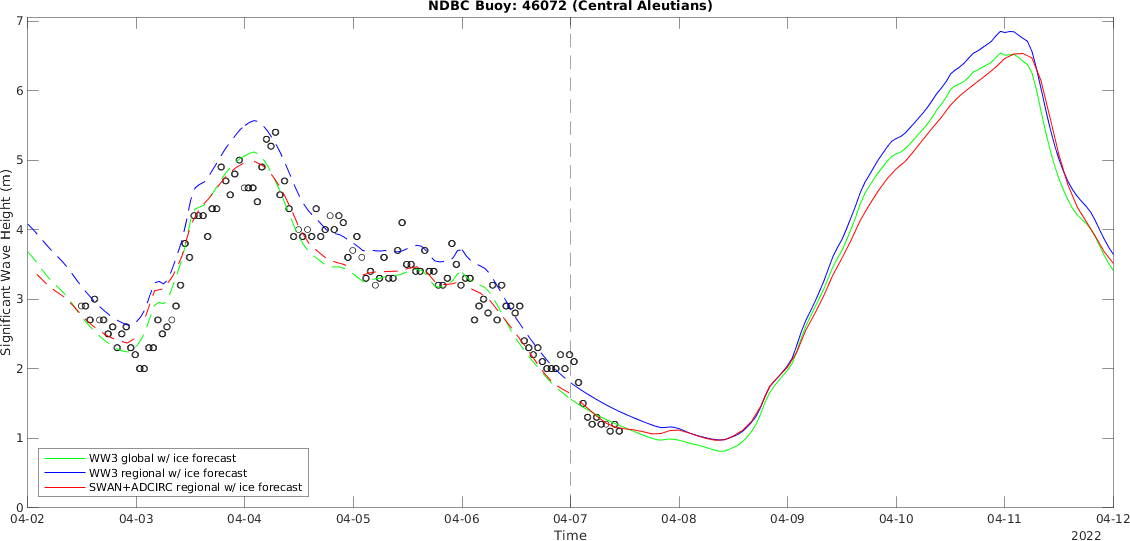 NDBC Buoy: 46072 (Central Aleutians)
7
6
5
4
3
2
1
0
Significant Wave Height (m)
WW3 global w/ ice forecast
WW3 regional w/ ice forecast
SWAN+ADCIRC regional w/ ice forecast
04-02 04-03 04-04 04-05 04-06 04-07 04-08 04-09 04-10 04-11 04-12
Time
2022